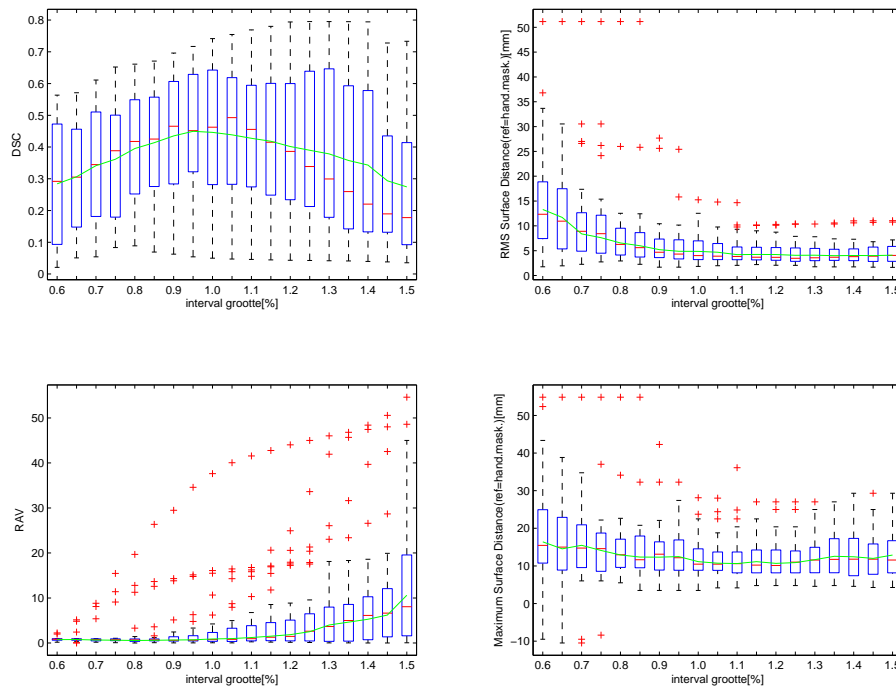 0.8
0.7
0.6
0.5
0.4
0.3
0.2
0.1
0
DSC
0.6 0.7 0.8 0.9 1.0 1.1 1.2 1.3 1.4 1.5
interval grootte[%]
50
45
40
35
30
25
20
15
10
5
0
RMS Surface Distance(ref=hand.mask.)[mm]
0.6 0.7 0.8 0.9 1.0 1.1 1.2 1.3 1.4 1.5
interval grootte[%]
50
40
30
20
10
0
RAV
0.6 0.7 0.8 0.9 1.0 1.1 1.2 1.3 1.4 1.5
interval grootte[%]
50
40
30
20
10
0
−10
Maximum Surface Distance(ref=hand.mask.)[mm]
0.6 0.7 0.8 0.9 1.0 1.1 1.2 1.3 1.4 1.5
interval grootte[%]